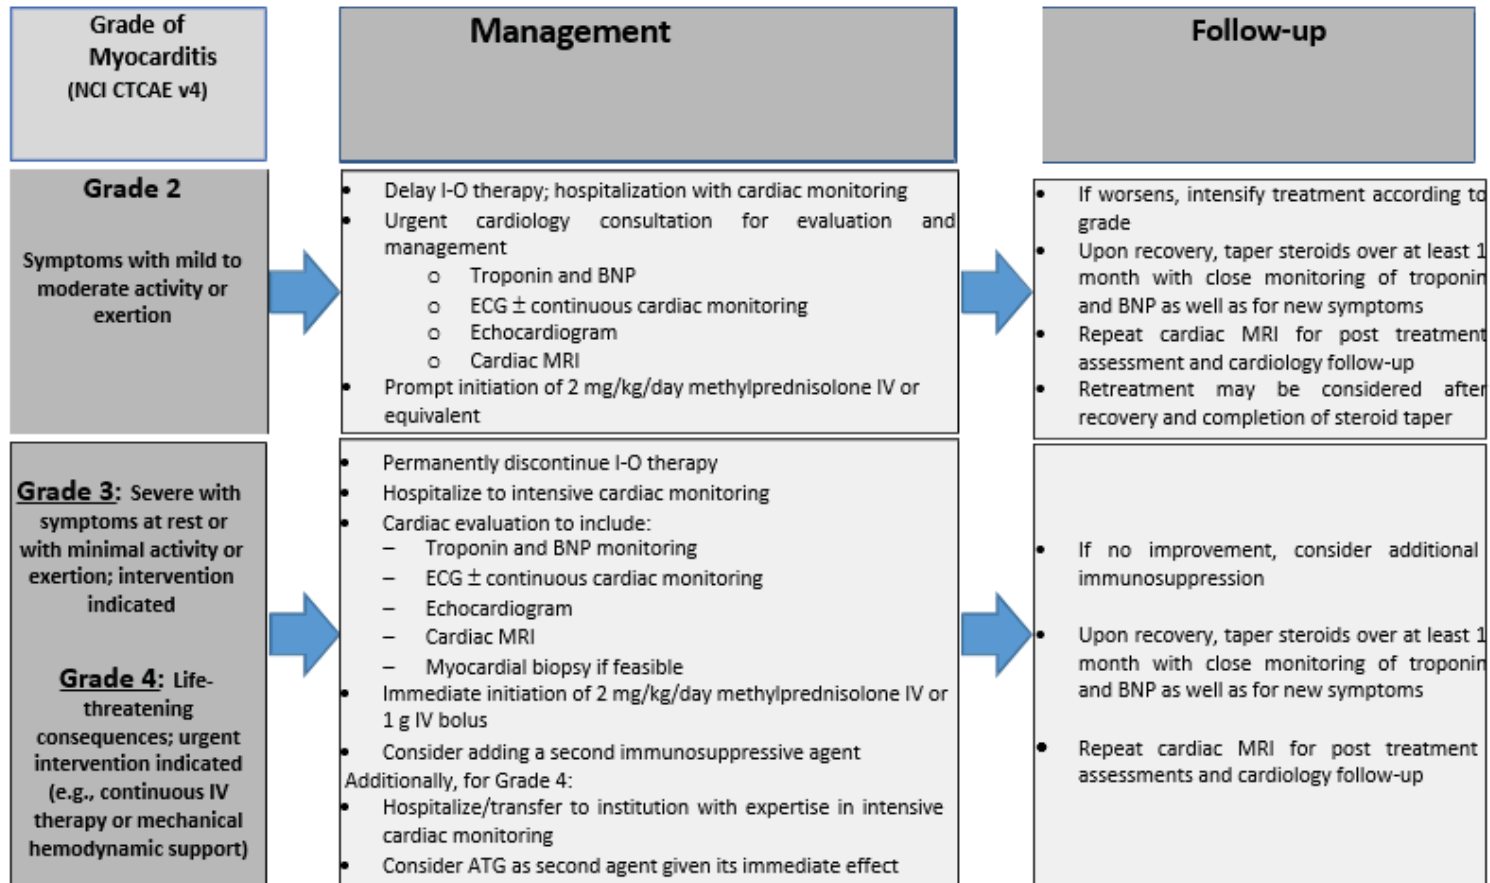 Grade of
Myocarditis
(NCI CTCAE v4)
Management
Follow-up
Grade 2
Symptoms with mild to
moderate activity or
exertion
• Delay I-O therapy; hospitalization with cardiac monitoring
• Urgent cardiology consultation for evaluation and
management
o Troponin and BNP
o ECG ± continuous cardiac monitoring
o Echocardiogram
o Cardiac MRI
• Prompt initiation of 2 mg/kg/day methylprednisolone IV or
equivalent
• If worsens, intensify treatment according to
grade
• Upon recovery, taper steroids over at least 1
month with close monitoring of troponin
and BNP as well as for new symptoms
• Repeat cardiac MRI for post treatment
assessment and cardiology follow-up
• Retreatment may be considered after
recovery and completion of steroid taper
Grade 3: Severe with
symptoms at rest or
with minimal activity or
exertion; intervention
indicated
Grade 4: Life-
threatening
consequences; urgent
intervention indicated
(e.g., continuous IV
therapy or mechanical
hemodynamic support)
• Permanently discontinue I-O therapy
• Hospitalize to intensive cardiac monitoring
• Cardiac evaluation to include:
– Troponin and BNP monitoring
– ECG ± continuous cardiac monitoring
– Echocardiogram
– Cardiac MRI
– Myocardial biopsy if feasible
• Immediate initiation of 2 mg/kg/day methylprednisolone IV or
1 g IV bolus
• Consider adding a second immunosuppressive agent
Additionally, for Grade 4:
• Hospitalize/transfer to institution with expertise in intensive
cardiac monitoring
• Consider ATG as second agent given its immediate effect
• If no improvement, consider additional
immunosuppression
• Upon recovery, taper steroids over at least 1
month with close monitoring of troponin
and BNP as well as for new symptoms
• Repeat cardiac MRI for post treatment
assessments and cardiology follow-up